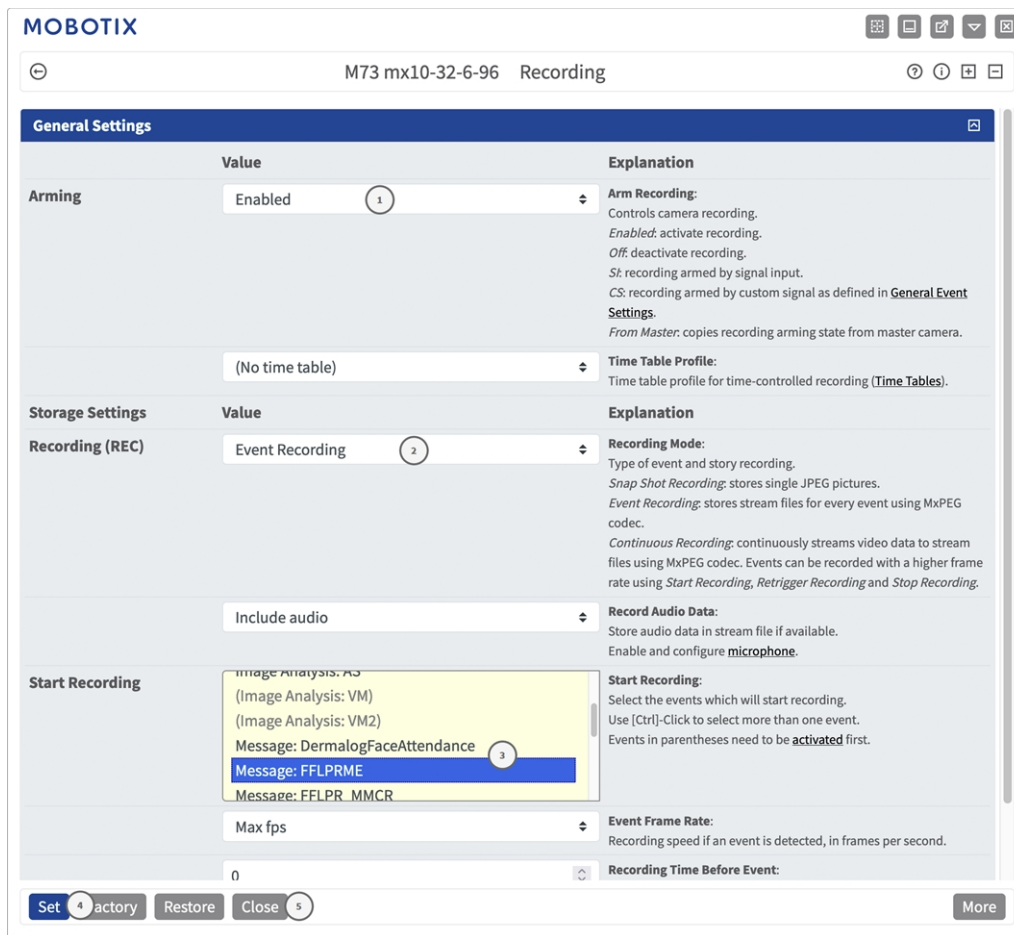 MOBOTIX
M73 mx10-32-6-96 Recording
General Settings
Value Explanation
Arming
Enabled 1
Arm Recording:
Controls camera recording.
Enabled: activate recording.
Off: deactivate recording.
SI: recording armed by signal input.
CS: recording armed by custom signal as defined in General Event
Settings.
From Master: copies recording arming state from master camera.
(No time table)
Time Table Profile:
Time table profile for time-controlled recording (Time Tables).
Storage Settings Value Explanation
Recording (REC)
Event Recording 2
Recording Mode:
Type of event and story recording.
Snap Shot Recording: stores single JPEG pictures.
Event Recording: stores stream files for every event using MxPEG
codec.
Continuous Recording: continuously streams video data to stream
files using MxPEG codec. Events can be recorded with a higher frame
rate using Start Recording, Retrigger Recording and Stop Recording.
Include audio
Record Audio Data:
Store audio data in stream file if available.
Enable and configure microphone.
Start Recording
Image Analysis: AS
(Image Analysis: VM)
(Image Analysis: VM2)
Message: DermalogFaceAttendance
3
Message: FFLPRME
Message: FFLPR_MMCR
Start Recording:
Select the events which will start recording.
Use [Ctrl]-Click to select more than one event.
Events in parentheses need to be activated first.
Max fps
Event Frame Rate:
Recording speed if an event is detected, in frames per second.
0
Recording Time Before Event:
Set 4 actory Restore Close 5 More